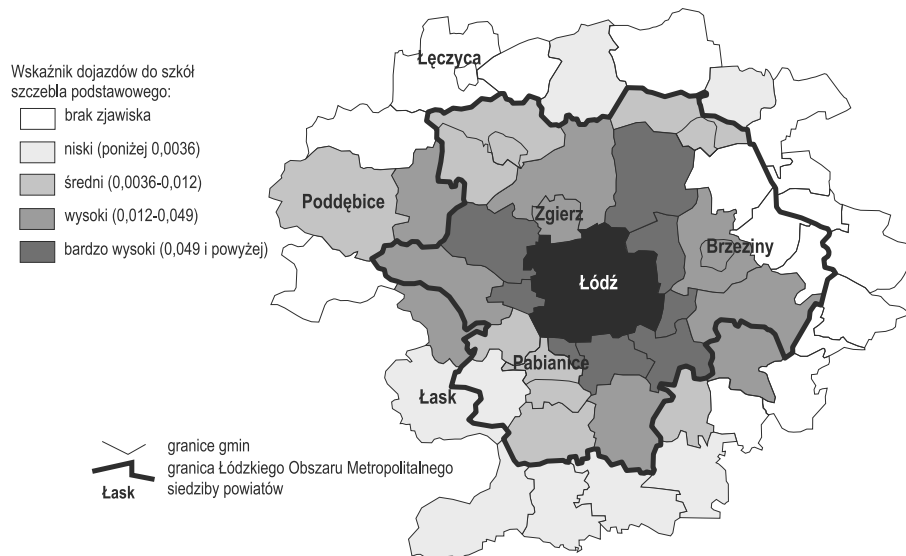 Łęczyca
Wskaźnik dojazdów do szkół
szczebla podstawowego:
brak zjawiska
niski (poniżej 0,0036)
średni (0,0036-0,012)
wysoki (0,012-0,049)
bardzo wysoki (0,049 i powyżej)
Poddębice
Zgierz
Brzeziny
Łódź
Pabianice
Łask
granice gmin
granica Łódzkiego Obszaru Metropolitalnego
Łask siedziby powiatów